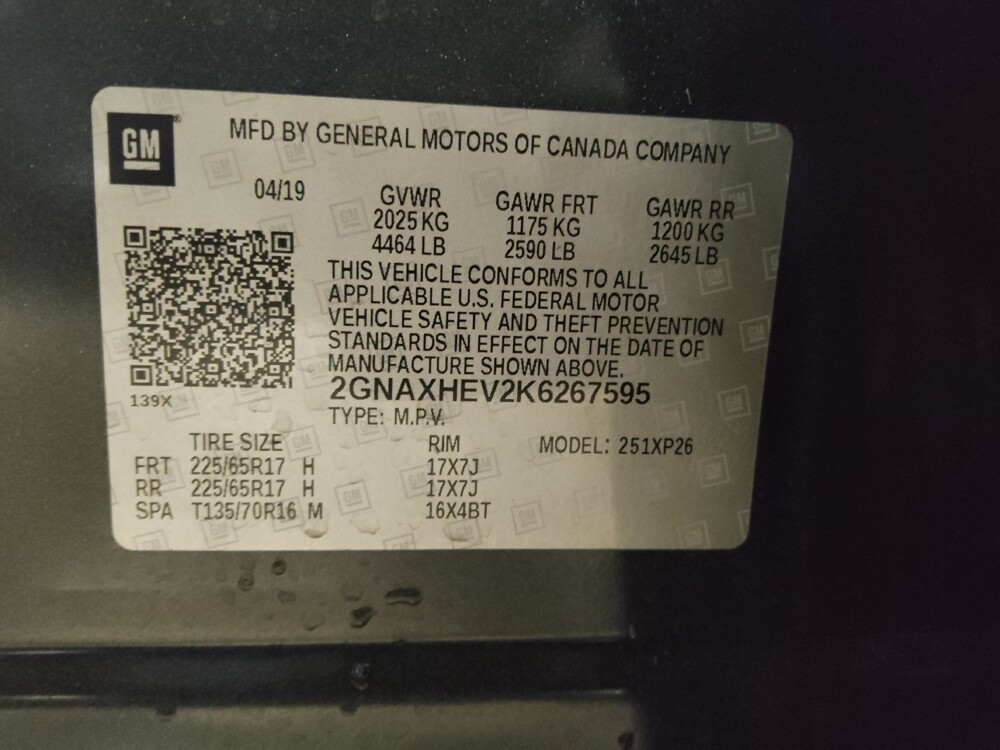 GM
MFD BY GENERAL MOTORS OF CANADA COMPANY
04/19 GVWR GAWR FRT GAWR RR
2025 KG 1175 KG 1200 KG
4464 LB 2590 LB 2645 LB
THIS VEHICLE CONFORMS TO ALL
APPLICABLE U.S. FEDERAL MOTOR
VEHICLE SAFETY AND THEFT PREVENTION
STANDARDS IN EFFECT ON THE DATE OF
MANUFACTURE SHOWN ABOVE.
2GNAXHEV2K6267595
139X
TYPE: M.P.V.
TIRE SIZE RIM MODEL: 251XP26
FRT 225/65R17 H 17X7J
RR 225/65R17 H 17X7J
SPA T135/70R16 M 16X4BT